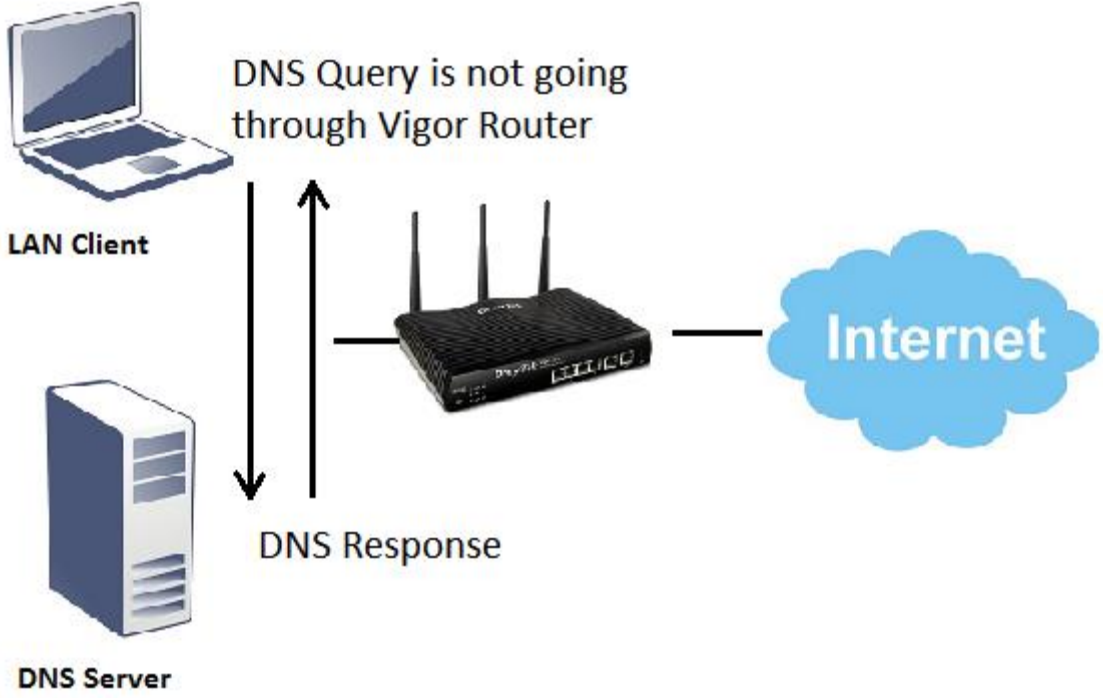 DNS Query is not going
through Vigor Router
LAN Client
Internet
DNS Response
DNS Server